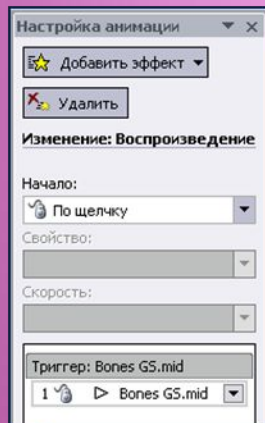 Настройка анимации
Добавить эффект
Удалить
Изменение: Воспроизведение
Начало:
По щелчку
Свойство:
Скорость:
Триггер: Bones GS.mid
1 Bones GS.mid